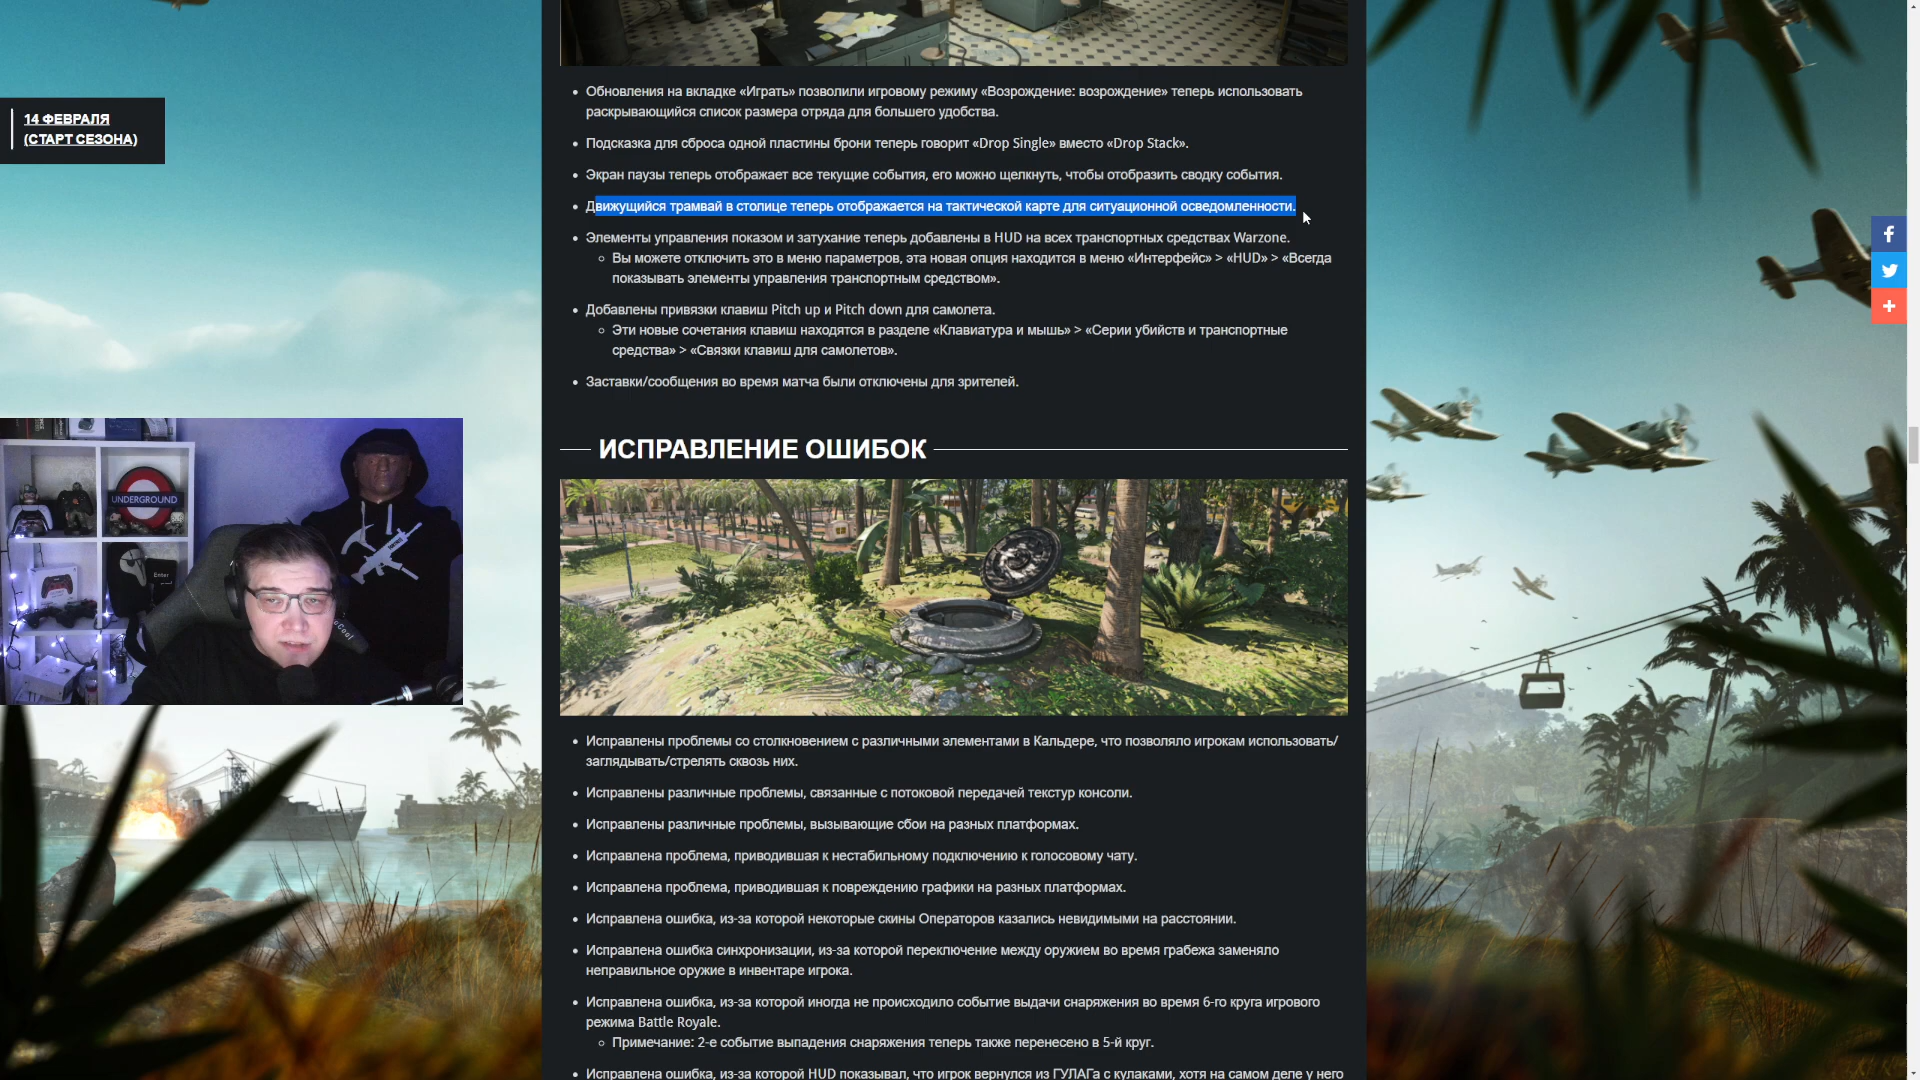 14 ФЕВРАЛЯ
(СТАРТ СЕЗОНА)
Обновления на вкладке «Играть» позволили игровому режиму «Возрождение: возрождение» теперь использовать
раскрывающийся список размера отряда для большего удобства.
Подсказка для сброса одной пластины брони теперь говорит «Drop Single» вместо «Drop Stack».
Экран паузы теперь отображает все текущие события, его можно щелкнуть, чтобы отобразить сводку события.
Движущийся трамвай в столице теперь отображается на тактической карте для ситуационной осведомленности.
Элементы управления показом и затухание теперь добавлены в HUD на всех транспортных средствах Warzone.
Вы можете отключить это в меню параметров, эта новая опция находится в меню «Интерфейс» > «HUD» > «Всегда
показывать элементы управления транспортным средством».
Добавлены привязки клавиш Pitch up и Pitch down для самолета.
Эти новые сочетания клавиш находятся в разделе «Клавиатура и мышь» > «Серии убийств и транспортные
средства» > «Связки клавиш для самолетов».
Заставки/сообщения во время матча были отключены для зрителей.
ИСПРАВЛЕНИЕ ОШИБОК
UNDERGROUND
Enter
Исправлены проблемы со столкновением с различными элементами в Кальдере, что позволяло игрокам использовать/
заглядывать/стрелять сквозь них.
Исправлены различные проблемы, связанные с потоковой передачей текстур консоли.
Исправлены различные проблемы, вызывающие сбои на разных платформах.
Исправлена проблема, приводившая к нестабильному подключению к голосовому чату.
Исправлена проблема, приводившая к повреждению графики на разных платформах.
Исправлена ошибка, из-за которой некоторые скины Операторов казались невидимыми на расстоянии.
Исправлена ошибка синхронизации, из-за которой переключение между оружием во время грабежа заменяло
неправильное оружие в инвентаре игрока.
Исправлена ошибка, из-за которой иногда не происходило событие выдачи снаряжения во время 6-го круга игрового
режима Battle Royale.
Примечание: 2-е событие выпадения снаряжения теперь также перенесено в 5-й круг.
Исправлена ошибка, из-за которой HUD показывал, что игрок вернулся из ГУЛАГа с кулаками, хотя на самом деле у него